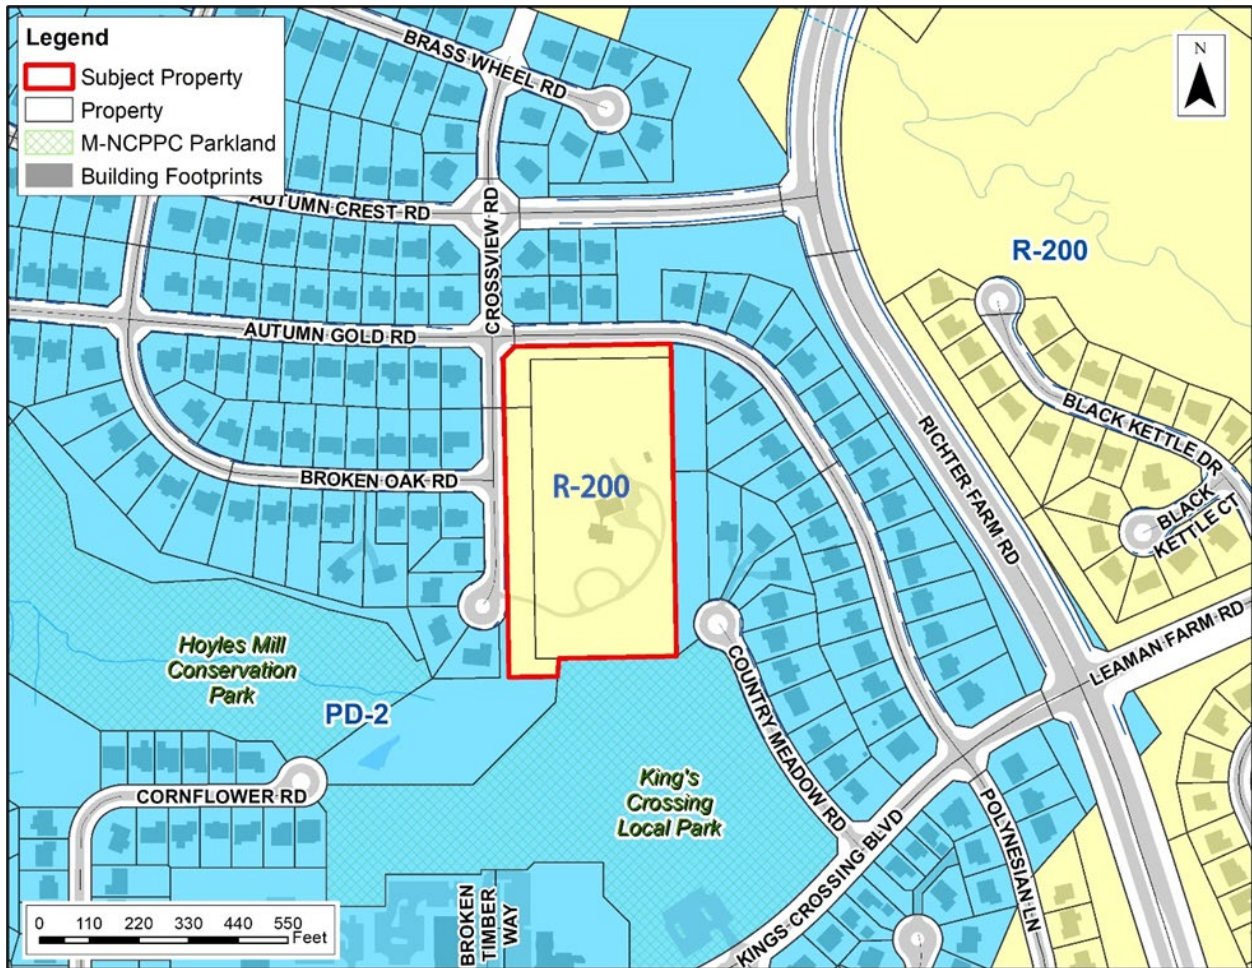 Legend
Subject Property
Property
M-NCPPC Parkland
Building Footprints
BRASS WHEEL RD
N
AUTUMN CREST RD
CROSSVIEW RD
R-200
AUTUMN GOLD RD
BLACK KETTLE DR
RICHTER FARM RD
BROKEN OAK RD
R-200
BLACK
KETTLE CT
LEAMAN FARM RD
Hoyles Mill
Conservation
Park
PD-2
COUNTRY MEADOW RD
King's
Crossing
Local Park
CORNFLOWER RD
POLYNESIAN LN
KINGS CROSSING BLVD
BROKEN
TIMBER
WAY
0 110 220 330 440 550
Feet